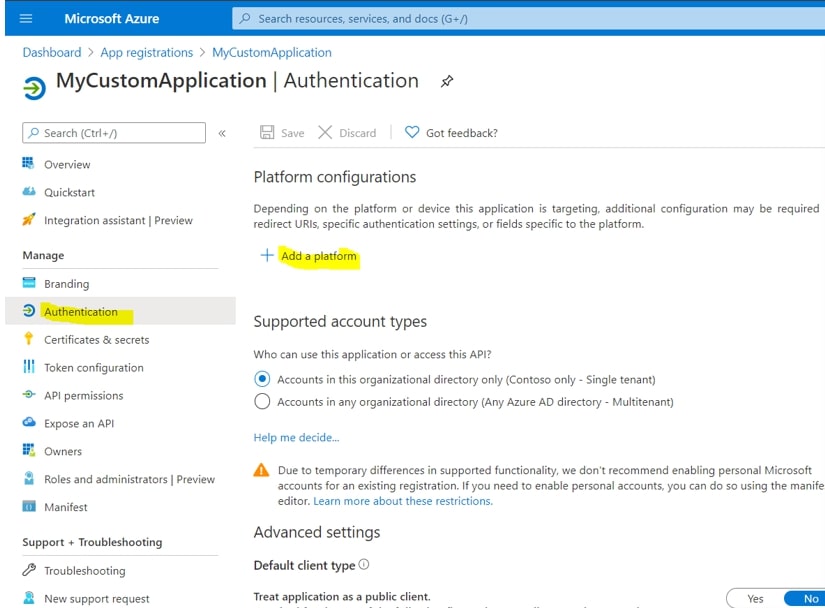 Microsoft Azure
Search resources, services, and docs (G+/)
Dashboard > App registrations > MyCustomApplication
MyCustomApplication | Authentication
Search (Ctrl+/)
«
Save
Discard
Got feedback?
Overview
Quickstart
Integration assistant | Preview
Manage
Branding
Authentication
Certificates & secrets
Token configuration
API permissions
Expose an API
Owners
Roles and administrators | Preview
Manifest
Support + Troubleshooting
Troubleshooting
New support request
Platform configurations
Depending on the platform or device this application is targeting, additional configuration may be required
redirect URIs, specific authentication settings, or fields specific to the platform.
+ Add a platform
Supported account types
Who can use this application or access this API?
Accounts in this organizational directory only (Contoso only - Single tenant)
Accounts in any organizational directory (Any Azure AD directory - Multitenant)
Help me decide...
Due to temporary differences in supported functionality, we don't recommend enabling personal Microsoft
accounts for an existing registration. If you need to enable personal accounts, you can do so using the manife
editor. Learn more about these restrictions.
Advanced settings
Default client type
Treat application as a public client.
Yes
No